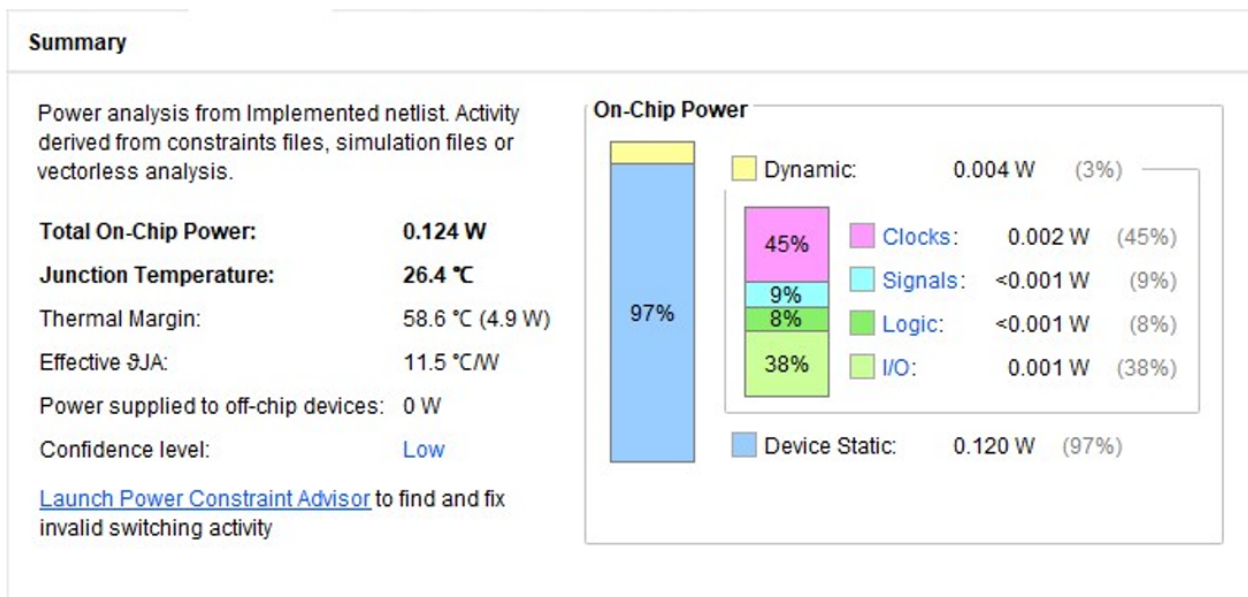 Summary
Power analysis from Implemented netlist. Activity
derived from constraints files, simulation files or
vectorless analysis.
Total On-Chip Power: 0.124 W
Junction Temperature: 26.4 °C
Thermal Margin: 58.6 °C (4.9 W)
Effective ϑJA: 11.5 °C/W
Power supplied to off-chip devices: 0 W
Confidence level: Low
Launch Power Constraint Advisor to find and fix
invalid switching activity
On-Chip Power
97%
Dynamic: 0.004 W (3%)
45%
9%
8%
38%
Clocks: 0.002 W (45%)
Signals: <0.001 W (9%)
Logic: <0.001 W (8%)
I/O: 0.001 W (38%)
Device Static: 0.120 W (97%)